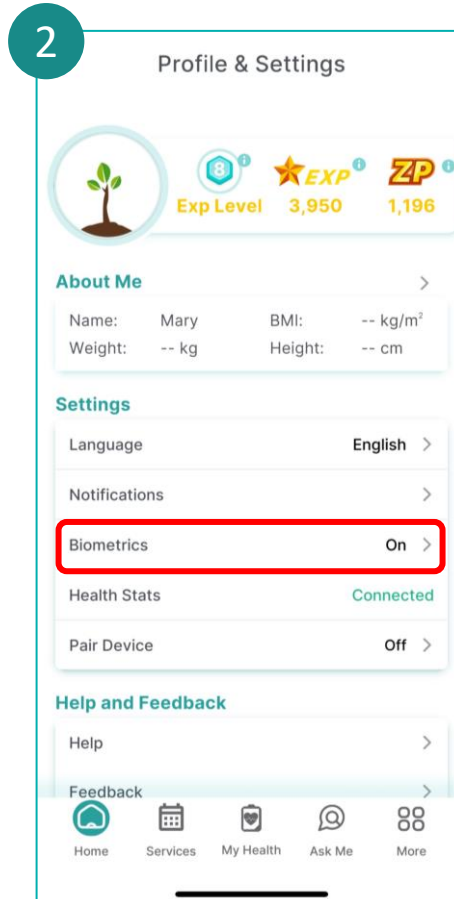 2
Profile & Settings
8 i EXP i ZP i
Exp Level 3,950 1,196
About Me >
Name: Mary BMI: -- kg/m²
Weight: -- kg Height: -- cm
Settings
Language English >
Notifications >
Biometrics On >
Health Stats Connected
Pair Device Off >
Help and Feedback
Help >
Feedback >
Home Services My Health Ask Me More